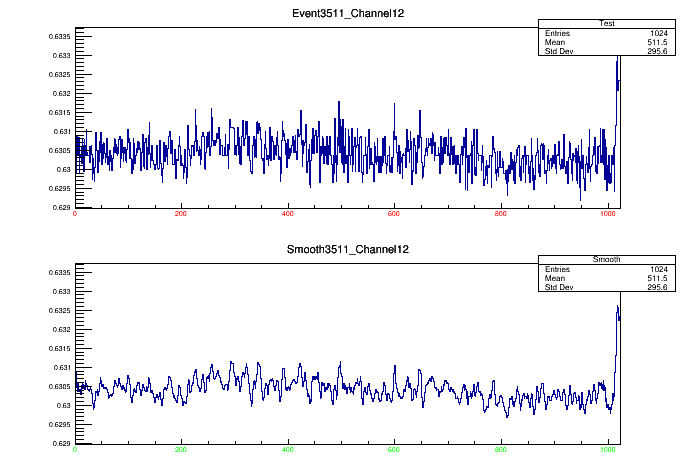 Event3511_Channel12
Test
Entries 1024
Mean 511.5
Std Dev 295.6
0.6335
0.633
0.6325
0.632
0.6315
0.631
0.6305
0.63
0.6295
0.629
0 200 400 600 800 1000
Smooth3511_Channel12
Smooth
Entries 1024
Mean 511.5
Std Dev 295.6
0.6335
0.633
0.6325
0.632
0.6315
0.631
0.6305
0.63
0.6295
0.629
0 200 400 600 800 1000